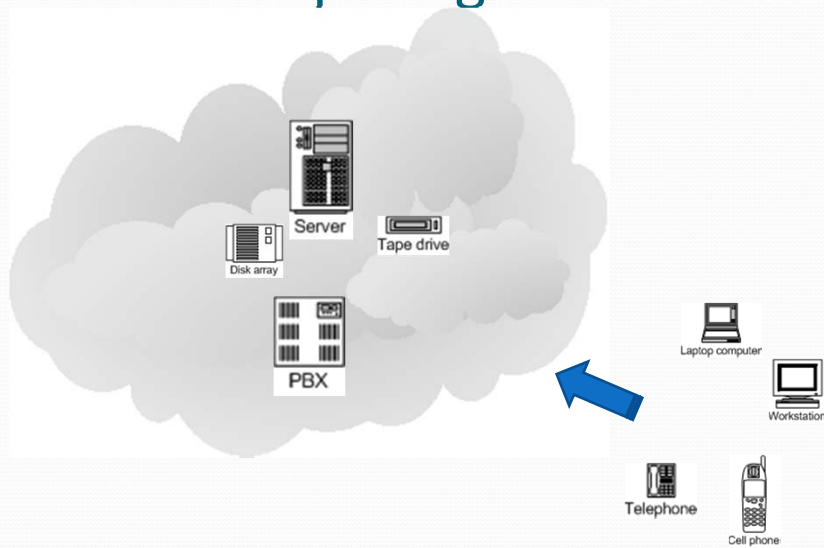 Server
Tape drive
Disk array
PBX
Laptop computer
Workstation
Telephone
Cell phone